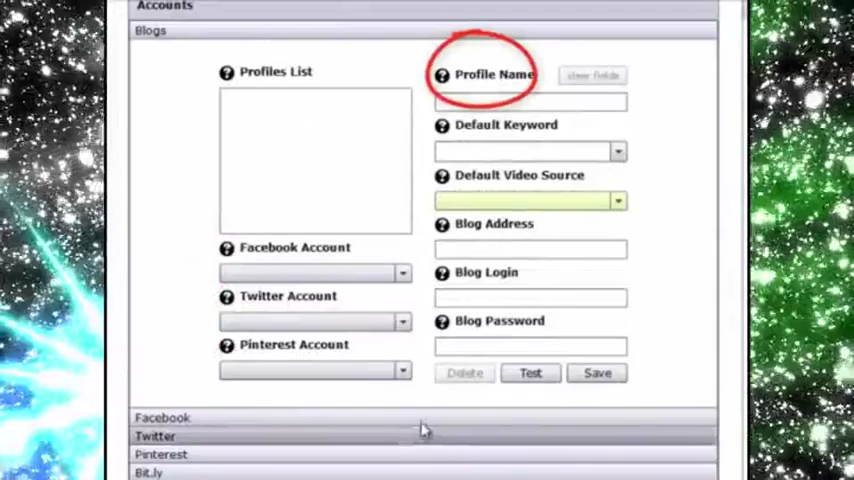 Accounts
Blogs
Profiles List
Facebook Account
Twitter Account
Pinterest Account
Profile Name
clear fields
Default Keyword
Default Video Source
Blog Address
Blog Login
Blog Password
Delete
Test
Save
Facebook
Twitter
Pinterest
Bit.ly